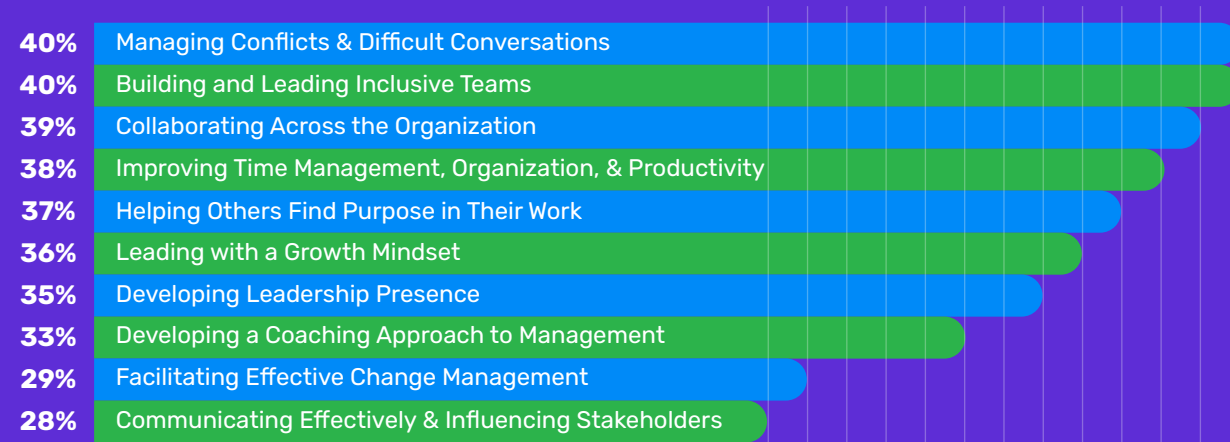 40% Managing Conflicts & Difficult Conversations
40% Building and Leading Inclusive Teams
39% Collaborating Across the Organization
38% Improving Time Management, Organization, & Productivity
37% Helping Others Find Purpose in Their Work
36% Leading with a Growth Mindset
35% Developing Leadership Presence
33% Developing a Coaching Approach to Management
29% Facilitating Effective Change Management
28% Communicating Effectively & Influencing Stakeholders